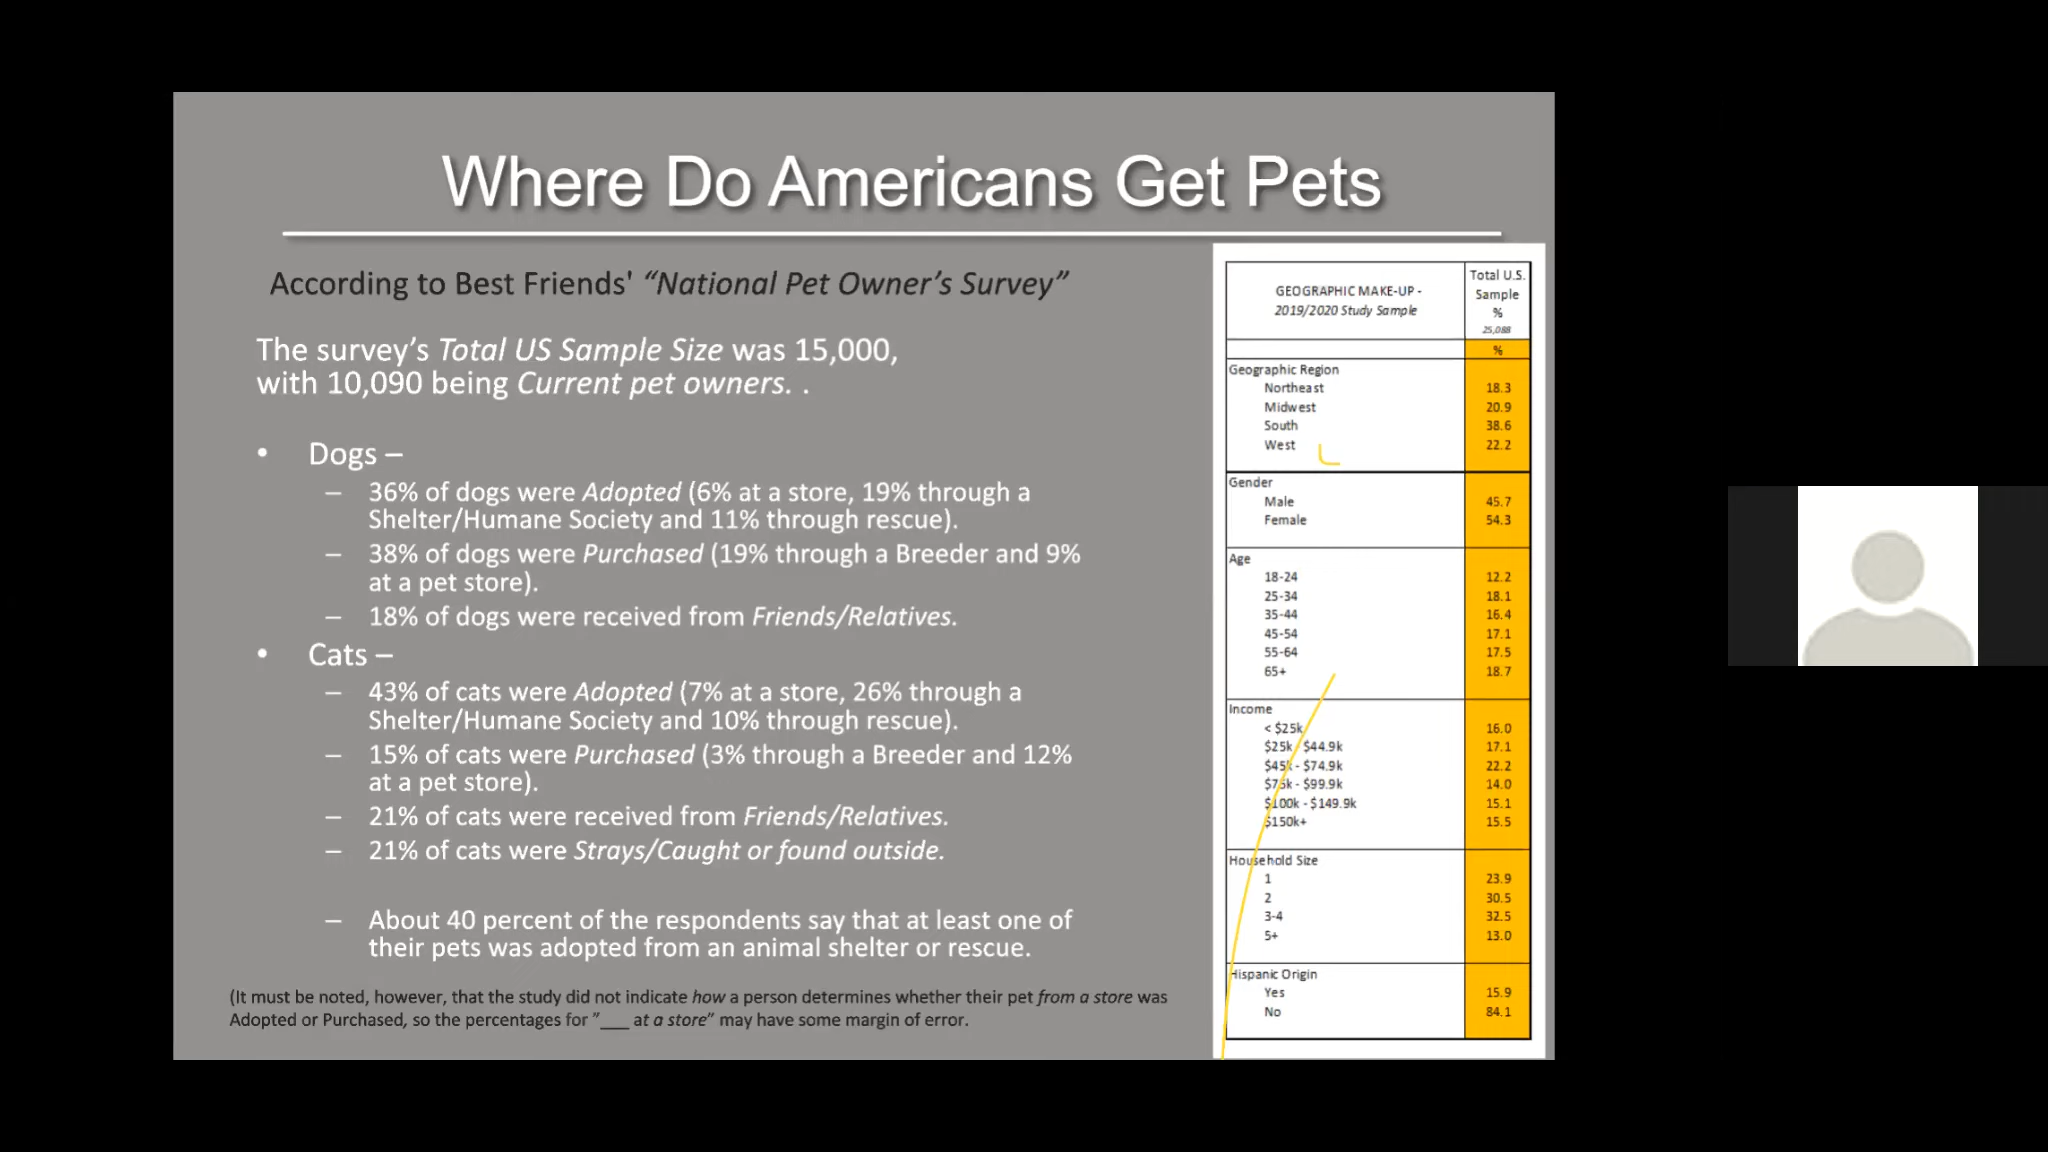 Where Do Americans Get Pets
According to Best Friends' “National Pet Owner’s Survey”
The survey’s Total US Sample Size was 15,000,
with 10,090 being Current pet owners. .
• Dogs –
– 36% of dogs were Adopted (6% at a store, 19% through a
Shelter/Humane Society and 11% through rescue).
– 38% of dogs were Purchased (19% through a Breeder and 9%
at a pet store).
– 18% of dogs were received from Friends/Relatives.
• Cats –
– 43% of cats were Adopted (7% at a store, 26% through a
Shelter/Humane Society and 10% through rescue).
– 15% of cats were Purchased (3% through a Breeder and 12%
at a pet store).
– 21% of cats were received from Friends/Relatives.
– 21% of cats were Strays/Caught or found outside.
– About 40 percent of the respondents say that at least one of
their pets was adopted from an animal shelter or rescue.
(It must be noted, however, that the study did not indicate how a person determines whether their pet from a store was
Adopted or Purchased, so the percentages for ”___ at a store” may have some margin of error.
GEOGRAPHIC MAKE-UP -
2019/2020 Study Sample
Total U.S.
Sample
%
25,088
%
Geographic Region
Northeast 18.3
Midwest 20.9
South 38.6
West 22.2
Gender
Male 45.7
Female 54.3
Age
18-24 12.2
25-34 18.1
35-44 16.4
45-54 17.1
55-64 17.5
65+ 18.7
Income
< $25k 16.0
$25k - $44.9k 17.1
$45k - $74.9k 22.2
$75k - $99.9k 14.0
$100k - $149.9k 15.1
$150k+ 15.5
Household Size
1 23.9
2 30.5
3-4 32.5
5+ 13.0
Hispanic Origin
Yes 15.9
No 84.1